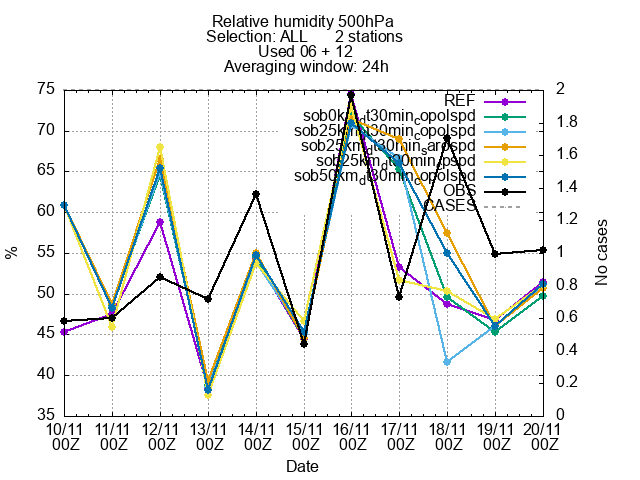 Relative humidity 500hPa
Selection: ALL 2 stations
Used 06 + 12
Averaging window: 24h
75
70
65
60
55
50
45
40
35
%
2
1.8
1.6
1.4
1.2
1
0.8
0.6
0.4
0.2
0
No cases
REF
sob0km_dt30min_copolspd
sob25km_dt30min_copolspd
sob25km_dt30min_sardspd
OBS
sob50km_dt30min_copolspd
CASES
10/11 11/11 12/11 13/11 14/11 15/11 16/11 17/11 18/11 19/11 20/11
00Z 00Z 00Z 00Z 00Z 00Z 00Z 00Z 00Z 00Z 00Z
Date